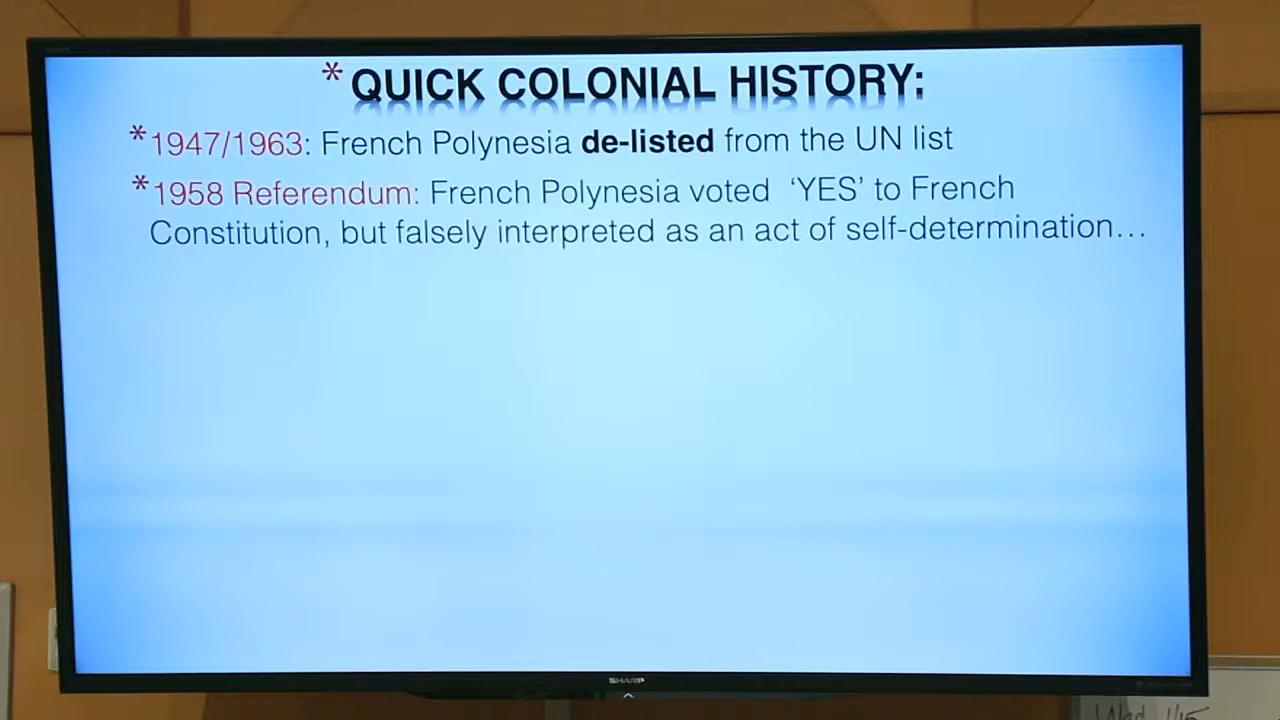 * QUICK COLONIAL HISTORY:
* 1947/1963: French Polynesia de-listed from the UN list
* 1958 Referendum: French Polynesia voted ‘YES’ to French
Constitution, but falsely interpreted as an act of self-determination…
SHARP